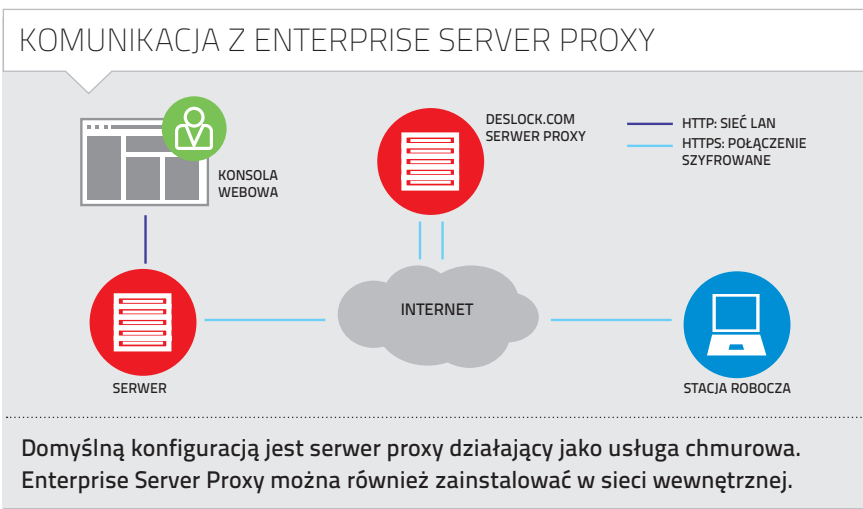 KOMUNIKACJA Z ENTERPRISE SERVER PROXY
KONSOLA
WEBOWA
DESLOCK.COM
SERWER PROXY
HTTP: SIEĆ LAN
HTTPS: POŁĄCZENIE
SZYFROWANE
INTERNET
SERWER
STACJA ROBOCZA
Domyślną konfiguracją jest serwer proxy działający jako usługa chmurowa.
Enterprise Server Proxy można również zainstalować w sieci wewnętrznej.